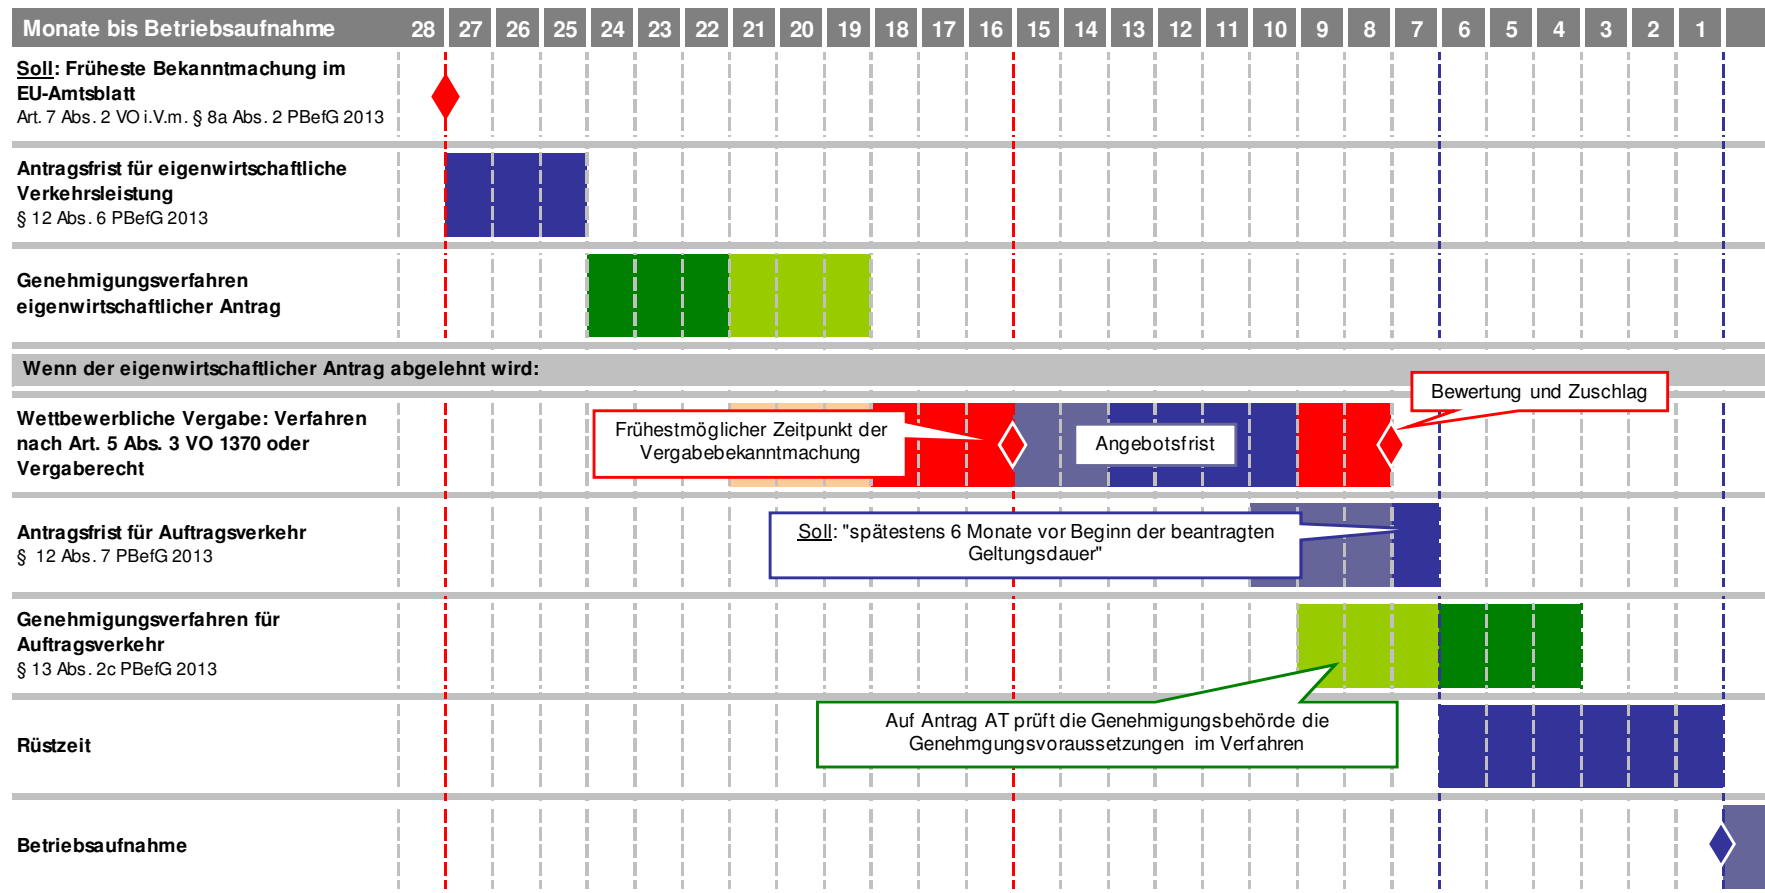 Monate bis Betriebsaufnahme 28 27 26 25 24 23 22 21 20 19 18 17 16 15 14 13 12 11 10 9 8 7 6 5 4 3 2 1
Soll: Früheste Bekanntmachung im
EU-Amtsblatt
Art. 7 Abs. 2 VO i.V.m. § 8a Abs. 2 PBefG 2013
Antragsfrist für eigenwirtschaftliche
Verkehrsleistung
§ 12 Abs. 6 PBefG 2013
Genehmigungsverfahren
eigenwirtschaftlicher Antrag
Wenn der eigenwirtschaftlicher Antrag abgelehnt wird:
Bewertung und Zuschlag
Wettbewerbliche Vergabe: Verfahren
nach Art. 5 Abs. 3 VO 1370 oder
Vergaberecht
Frühestmöglicher Zeitpunkt der
Vergabebekanntmachung
Angebotsfrist
Antragsfrist für Auftragsverkehr
§ 12 Abs. 7 PBefG 2013
Soll: "spätestens 6 Monate vor Beginn der beantragten
Geltungsdauer"
Genehmigungsverfahren für
Auftragsverkehr
§ 13 Abs. 2c PBefG 2013
Auf Antrag AT prüft die Genehmigungsbehörde die
Genehmgungsvoraussetzungen im Verfahren
Rüstzeit
Betriebsaufnahme